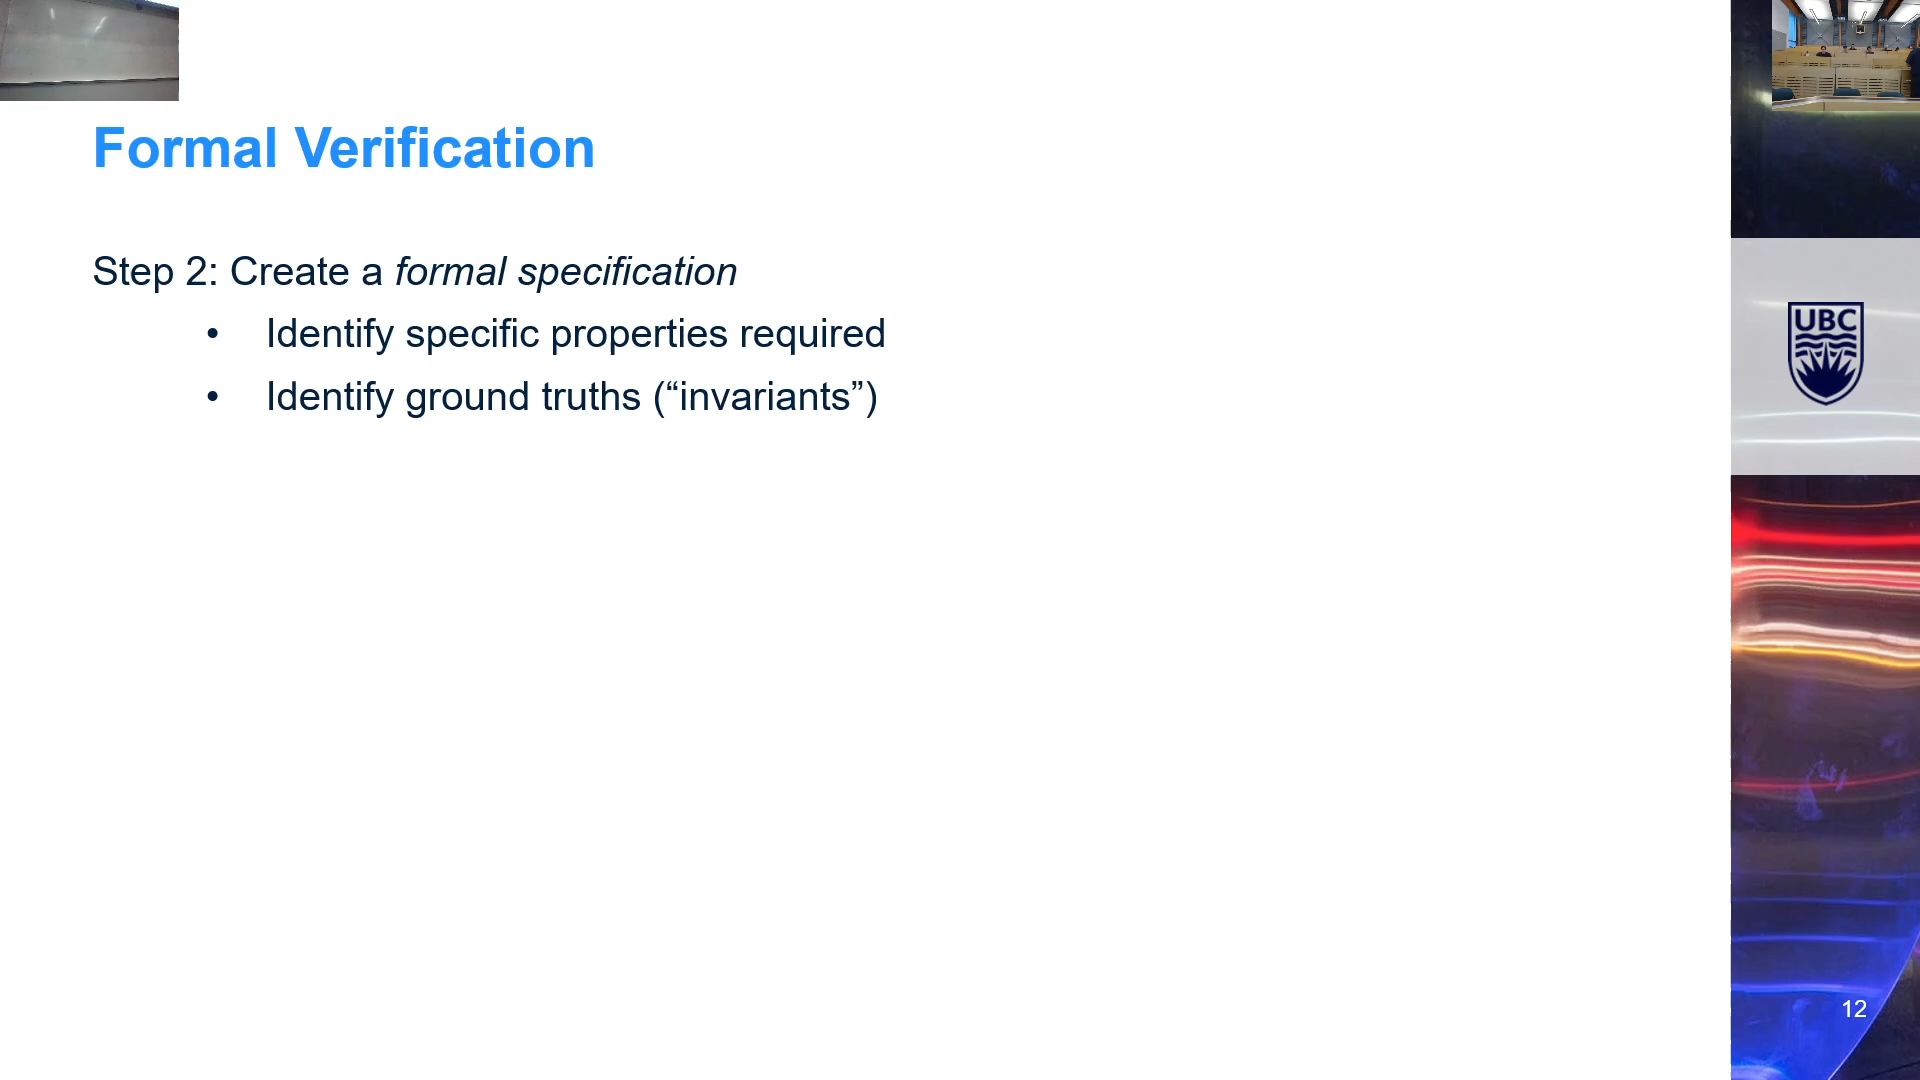 Formal Verification
Step 2: Create a formal specification
• Identify specific properties required
• Identify ground truths (“invariants”)
UBC
12